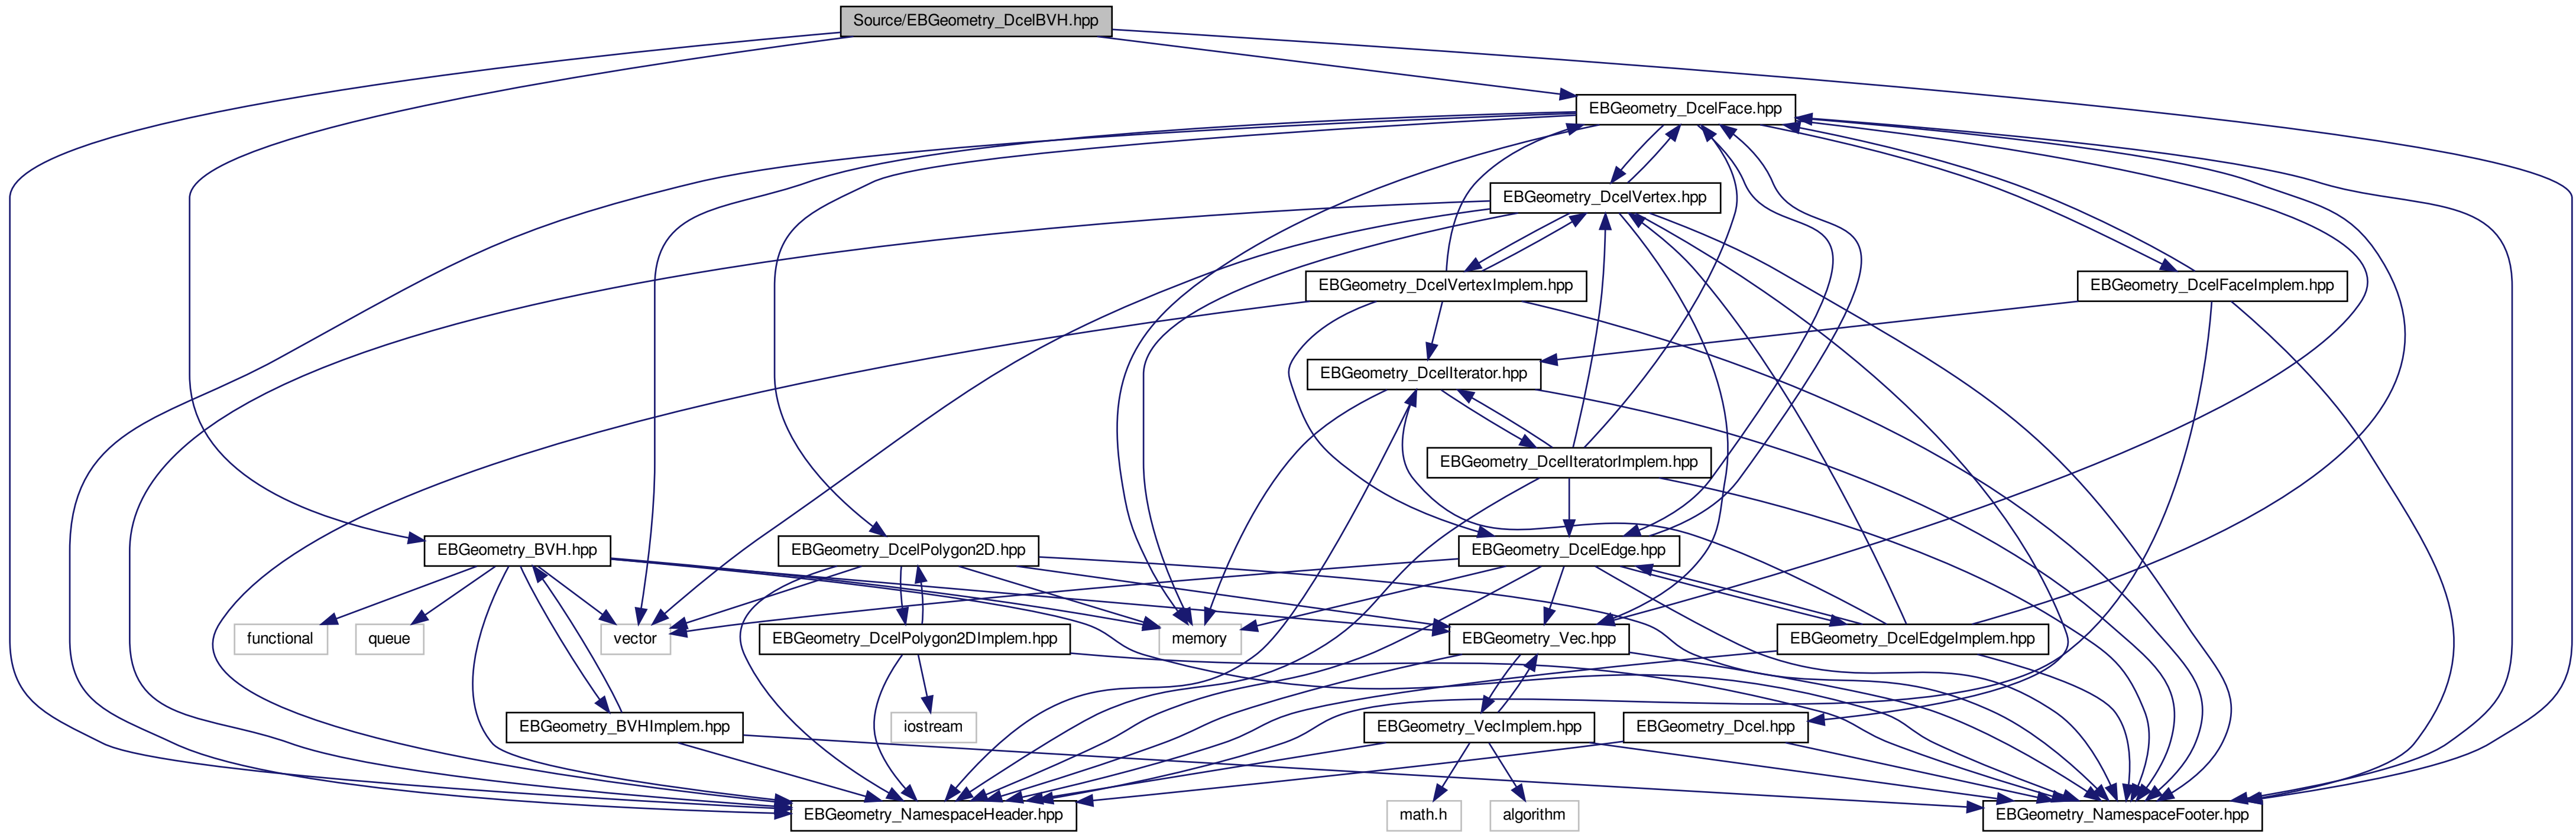 Source/EBGeometry_DcelBVH.hpp
EBGeometry_DcelFace.hpp
EBGeometry_DcelVertex.hpp
EBGeometry_DcelVertexImplem.hpp
EBGeometry_DcelFaceImplem.hpp
EBGeometry_DcelIterator.hpp
EBGeometry_DcelIteratorImplem.hpp
EBGeometry_BVH.hpp
EBGeometry_DcelPolygon2D.hpp
EBGeometry_DcelEdge.hpp
functional
queue
vector
EBGeometry_DcelPolygon2DImplem.hpp
memory
EBGeometry_Vec.hpp
EBGeometry_DcelEdgeImplem.hpp
EBGeometry_BVHImplem.hpp
iostream
EBGeometry_VecImplem.hpp
EBGeometry_Dcel.hpp
EBGeometry_NamespaceHeader.hpp
math.h
algorithm
EBGeometry_NamespaceFooter.hpp